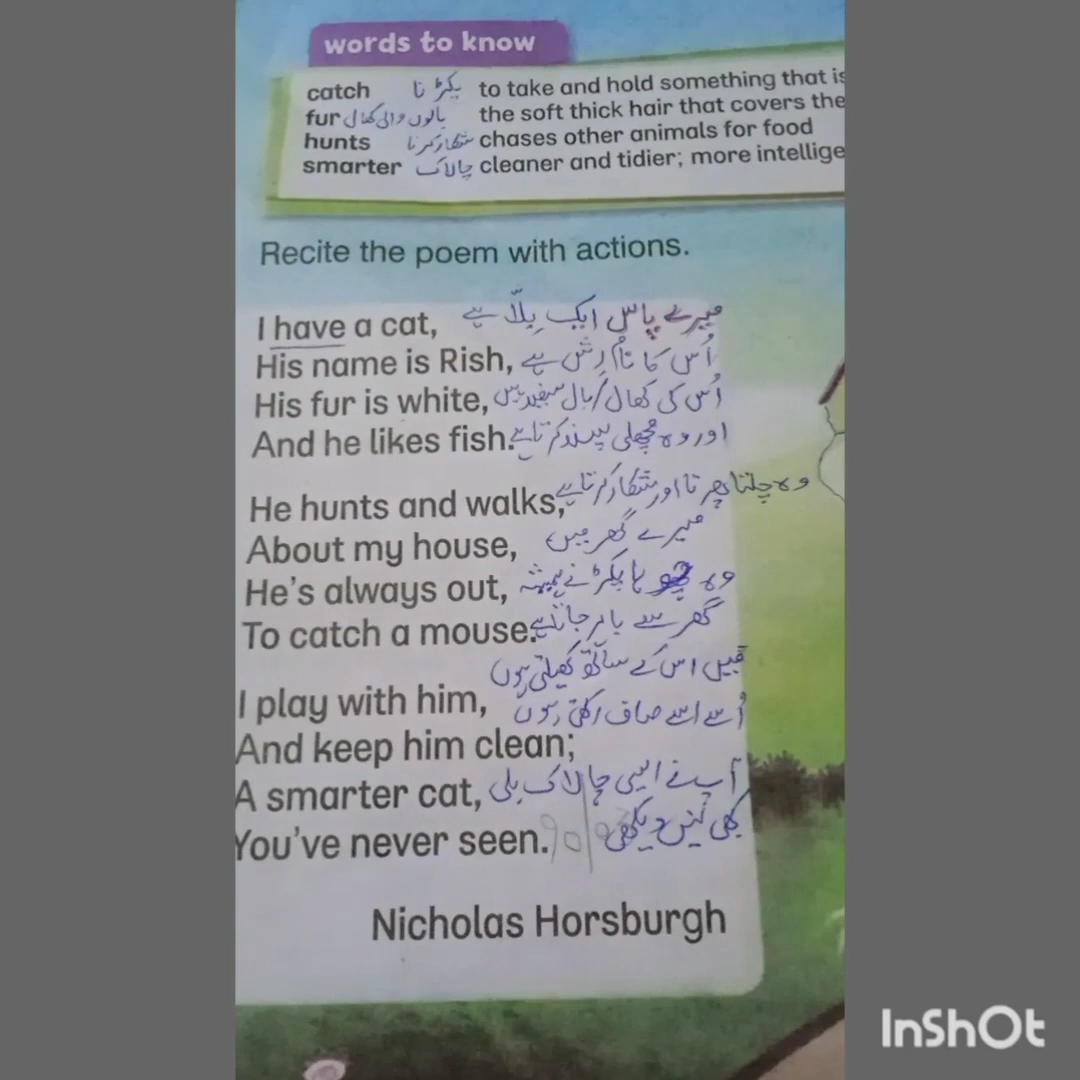 words to know
catch پکڑنا to take and hold something that is
fur بالوں والی کھال the soft thick hair that covers the
hunts شکار کرنا chases other animals for food
smarter چالاک cleaner and tidier; more intellige
Recite the poem with actions.
I have a cat, میرے پاس ایک بِلّا ہے
His name is Rish, اُس کا نام رِش ہے
His fur is white, اُس کی کھال/بال سفید ہیں
And he likes fish. اور وہ مچھلی پسند کرتا ہے
He hunts and walks, وہ چلتا پھرتا اور شکار کرتا ہے
About my house, میرے گھر میں
He's always out, وہ چوہا پکڑنے ہمیشہ
To catch a mouse. گھر سے باہر جاتا ہے
میں اس کے ساتھ کھیلتی ہوں
I play with him, اُسے صاف رکھتی ہوں
And keep him clean;
A smarter cat, آپ نے ایسی چالاک بلی
You've never seen. کبھی نہیں دیکھی
Nicholas Horsburgh
InShOt